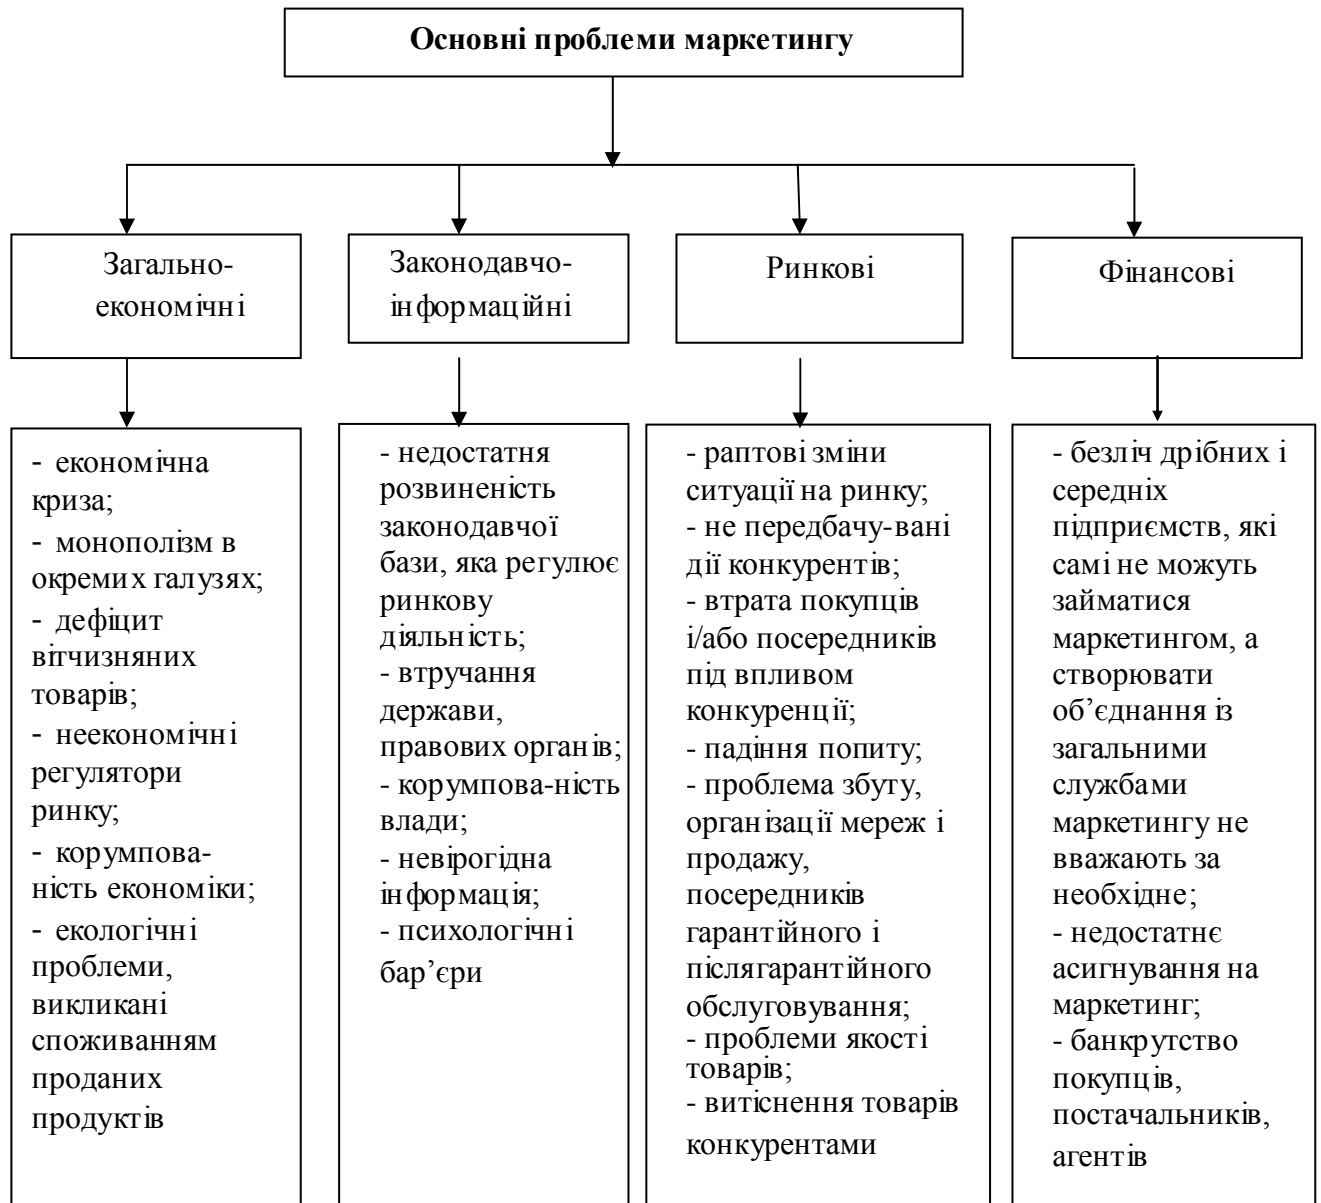 Основні проблеми маркетингу
Загально-
економічні
Законодавчо-
інформаційні
Ринкові
Фінансові
- економічна
криза;
- монополізм в
окремих галузях;
- дефіцит
вітчизняних
товарів;
- неекономічні
регулятори
ринку;
- корумпова-
ність економіки;
- екологічні
проблеми,
викликані
споживанням
проданих
продуктів
- недостатня
розвиненість
законодавчої
бази, яка регулює
ринкову
діяльність;
- втручання
держави,
правових органів;
- корумпова-ність
влади;
- невірогідна
інформація;
- психологічні
бар’єри
- раптові зміни
ситуації на ринку;
- не передбачу-вані
дії конкурентів;
- втрата покупців
і/або посередників
під впливом
конкуренції;
- падіння попиту;
- проблема збуту,
організації мереж і
продажу,
посередників
гарантійного і
післягарантійного
обслуговування;
- проблеми якості
товарів;
- витіснення товарів
конкурентами
- безліч дрібних і
середніх
підприємств, які
самі не можуть
займатися
маркетингом, а
створювати
об’єднання із
загальними
службами
маркетингу не
вважають за
необхідне;
- недостатнє
асигнування на
маркетинг;
- банкрутство
покупців,
постачальників,
агентів